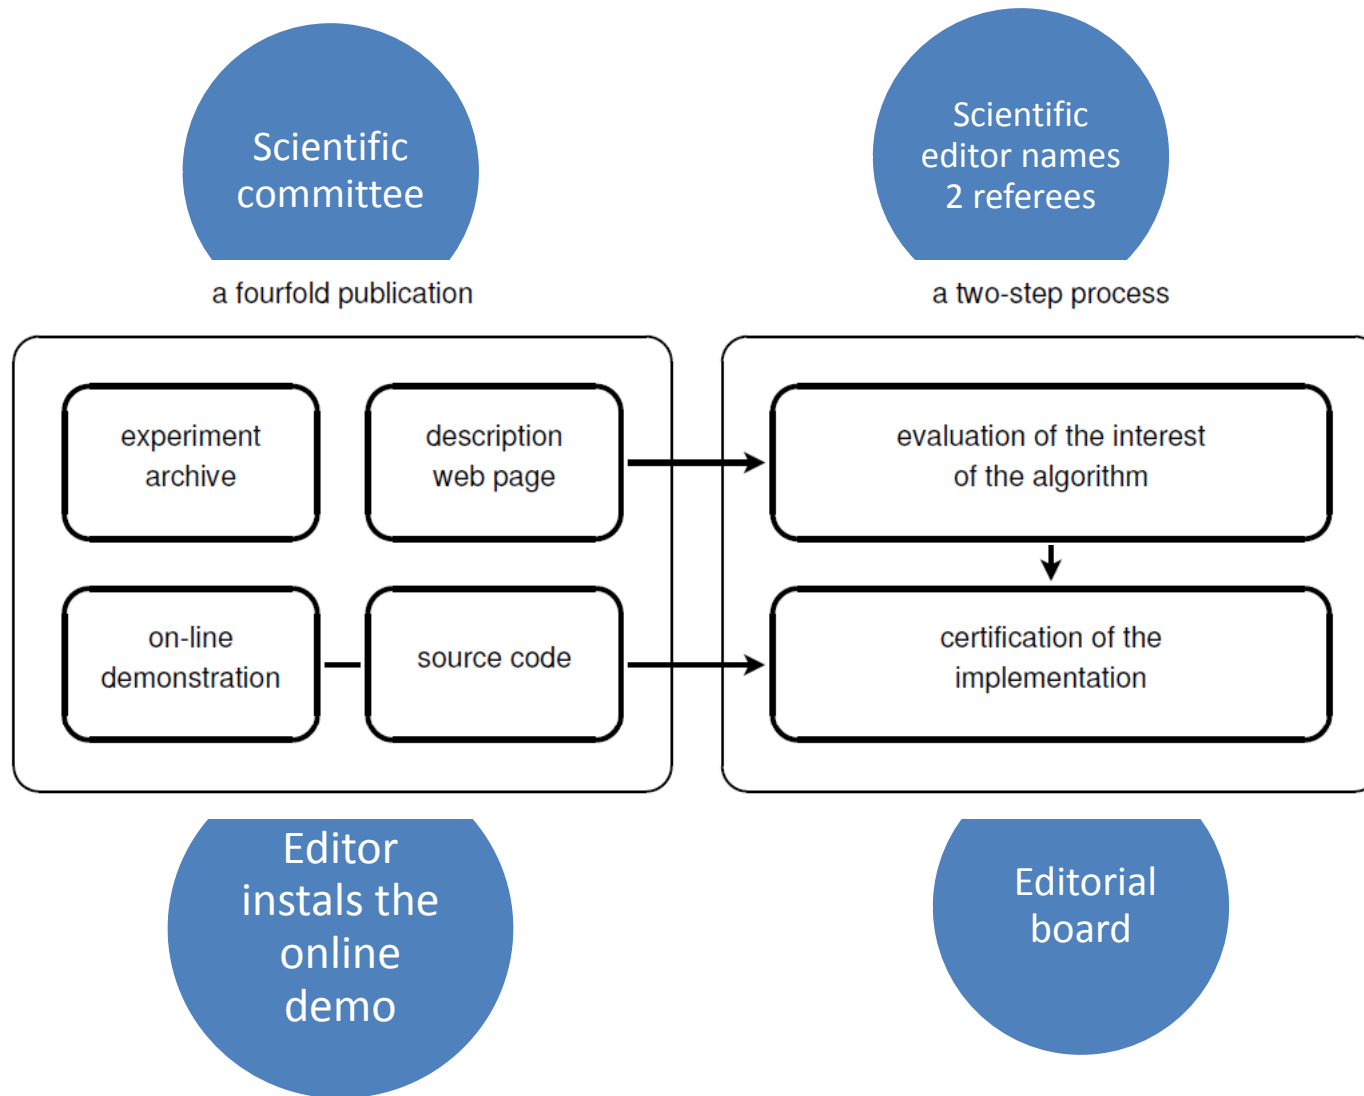 Scientific
committee
Scientific
editor names
2 referees
a fourfold publication
a two-step process
experiment
archive
description
web page
evaluation of the interest
of the algorithm
on-line
demonstration
source code
certification of the
implementation
Editor
instals the
online
demo
Editorial
board